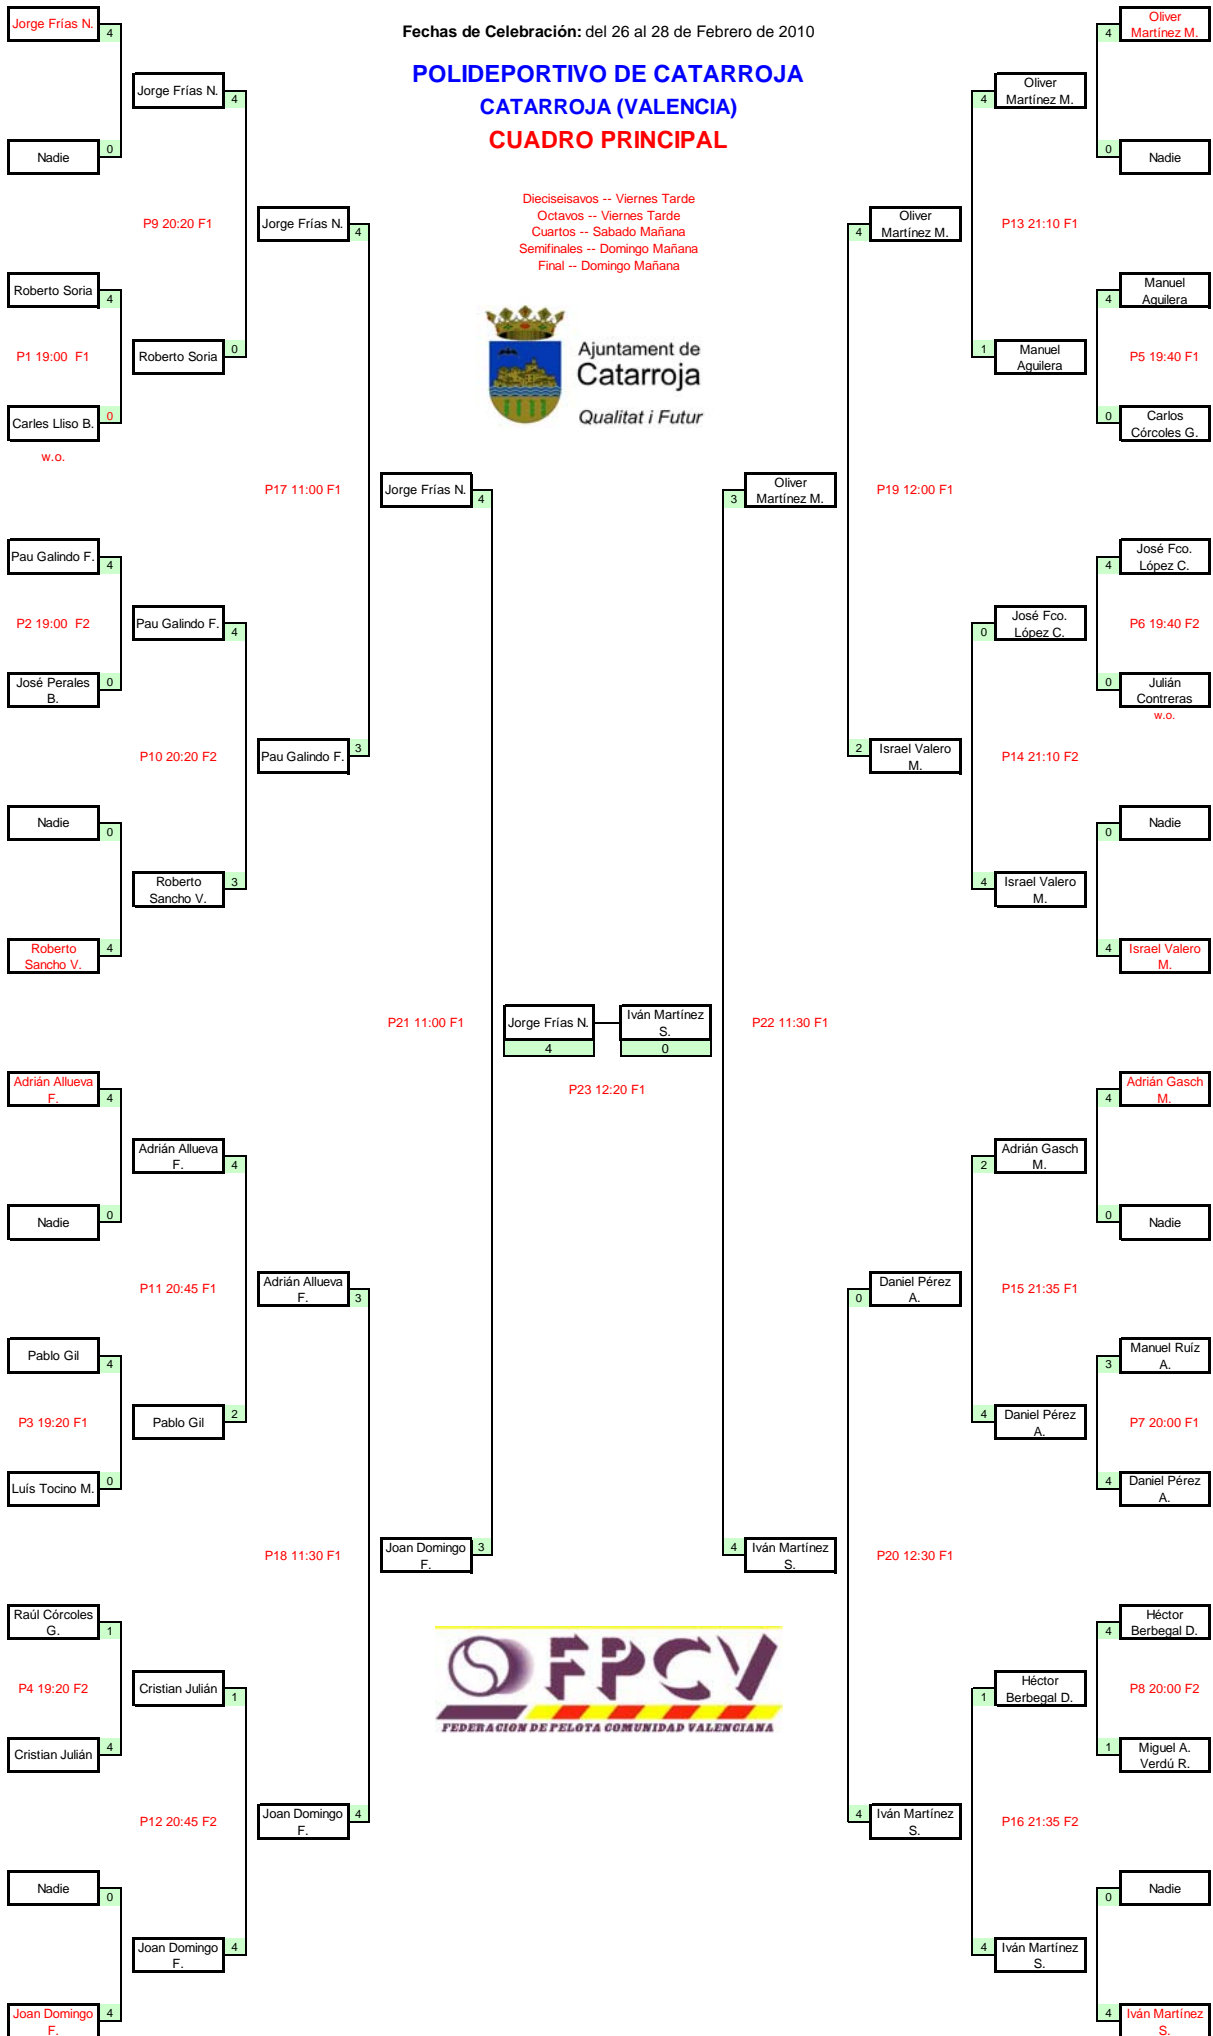 Fechas de Celebración: del 26 al 28 de Febrero de 2010
POLIDEPORTIVO DE CATARROJA
CATARROJA (VALENCIA)
CUADRO PRINCIPAL
Dieciseisavos -- Viernes Tarde
Octavos -- Viernes Tarde
Cuartos -- Sabado Mañana
Semifinales -- Domingo Mañana
Final -- Domingo Mañana
Ajuntament de
Catarroja
Qualitat i Futur
Jorge Frías N.
4
Nadie
0
Roberto Soria
4
P1 19:00 F1
Carles Lliso B.
0
w.o.
Pau Galindo F.
4
P2 19:00 F2
José Perales
B.
0
Nadie
0
Roberto
Sancho V.
4
Adrián Allueva
F.
4
Nadie
0
Pablo Gil
4
P3 19:20 F1
Luís Tocino M.
0
Raúl Córcoles
G.
1
P4 19:20 F2
Cristian Julián
4
Nadie
0
Joan Domingo
F.
4
Jorge Frías N.
4
P9 20:20 F1
Roberto Soria
0
Pau Galindo F.
4
P10 20:20 F2
Roberto
Sancho V.
3
Adrián Allueva
F.
4
P11 20:45 F1
Pablo Gil
2
Cristian Julián
1
P12 20:45 F2
Joan Domingo
F.
4
Jorge Frías N.
4
P17 11:00 F1
Pau Galindo F.
3
Adrián Allueva
F.
3
P18 11:30 F1
Joan Domingo
F.
4
Jorge Frías N.
4
P21 11:00 F1
Joan Domingo
F.
3
Jorge Frías N.
4
Iván Martínez
S.
0
P23 12:20 F1
3
Oliver
Martínez M.
P22 11:30 F1
4
Iván Martínez
S.
4
Oliver
Martínez M.
P19 12:00 F1
2
Israel Valero
M.
0
Daniel Pérez
A.
P20 12:30 F1
4
Iván Martínez
S.
4
Oliver
Martínez M.
P13 21:10 F1
1
Manuel
Aguilera
0
José Fco.
López C.
P14 21:10 F2
4
Israel Valero
M.
2
Adrián Gasch
M.
P15 21:35 F1
4
Daniel Pérez
A.
1
Héctor
Berbegal D.
P16 21:35 F2
4
Iván Martínez
S.
4
Oliver
Martínez M.
0
Nadie
4
Manuel
Aguilera
P5 19:40 F1
0
Carlos
Córcoles G.
4
José Fco.
López C.
P6 19:40 F2
0
Julián
Contreras
w.o.
0
Nadie
4
Israel Valero
M.
4
Adrián Gasch
M.
0
Nadie
3
Manuel Ruíz
A.
P7 20:00 F1
4
Daniel Pérez
A.
4
Héctor
Berbegal D.
P8 20:00 F2
1
Miguel A.
Verdú R.
0
Nadie
4
Iván Martínez
S.
FPCV
FEDERACION DE PELOTA COMUNIDAD VALENCIANA